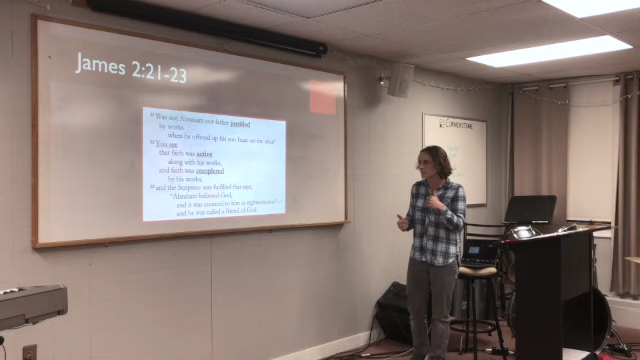 James 2:21-23
21 Was not Abraham our father justified
by works
when he offered up his son Isaac on the altar?
22 You see
that faith was active
along with his works,
and faith was completed
by his works;
23 and the Scripture was fulfilled that says,
"Abraham believed God,
and it was counted to him as righteousness"—
and he was called a friend of God.
CORNERSTONE